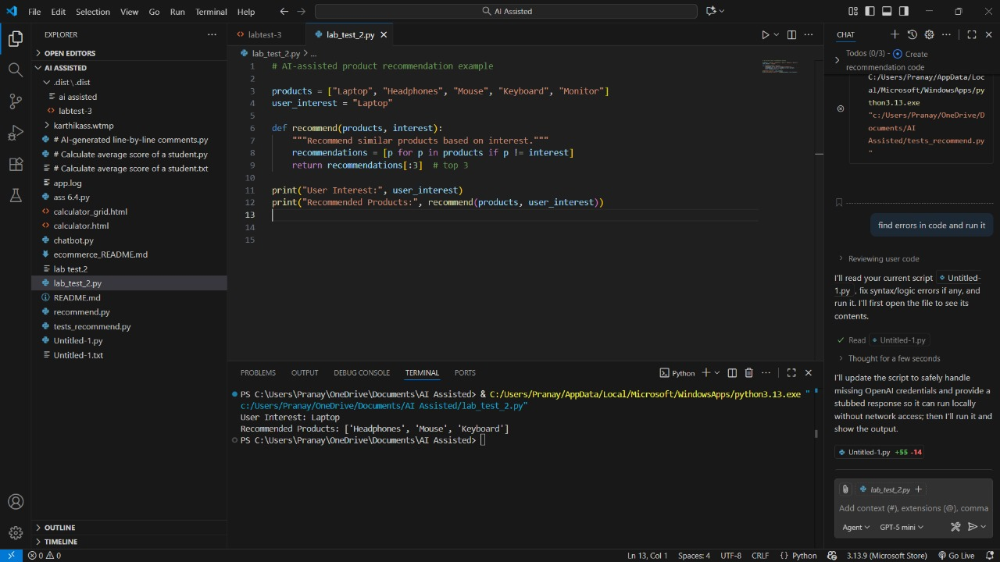 File Edit Selection View Go Run Terminal Help
AI Assisted
EXPLORER
OPEN EDITORS
AI ASSISTED
.dist \ .dist
ai assisted
labtest-3
karthikass.wtmp
# AI-generated line-by-line comments.py
# Calculate average score of a student.py
# Calculate average score of a student.txt
app.log
ass 6.4.py
calculator_grid.html
calculator.html
chatbot.py
ecommerce_README.md
lab test.2
lab_test_2.py
README.md
recommend.py
tests_recommend.py
Untitled-1.py
Untitled-1.txt
OUTLINE
TIMELINE
labtest-3
lab_test_2.py
lab_test_2.py > ...
1 # AI-assisted product recommendation example
2
3 products = ["Laptop", "Headphones", "Mouse", "Keyboard", "Monitor"]
4 user_interest = "Laptop"
5
6 def recommend(products, interest):
7 """Recommend similar products based on interest."""
8 recommendations = [p for p in products if p != interest]
9 return recommendations[:3] # top 3
10
11 print("User Interest:", user_interest)
12 print("Recommended Products:", recommend(products, user_interest))
13
14
15
PROBLEMS OUTPUT DEBUG CONSOLE TERMINAL PORTS
Python
PS C:\Users\Pranay\OneDrive\Documents\AI Assisted> & C:/Users/Pranay/AppData/Local/Microsoft/WindowsApps/python3.13.exe "
c:/Users/Pranay/OneDrive/Documents/AI Assisted/lab_test_2.py"
User Interest: Laptop
Recommended Products: ['Headphones', 'Mouse', 'Keyboard']
PS C:\Users\Pranay\OneDrive\Documents\AI Assisted>
CHAT
Todos (0/3) - Create
recommendation code
C:/Users/Pranay/AppData/Loc
al/Microsoft/WindowsApps/py
thon3.13.exe
"c:/Users/Pranay/OneDrive/D
ocuments/AI
Assisted/tests_recommend.py
"
find errors in code and run it
Reviewing user code
I'll read your current script Untitled-
1.py , fix syntax/logic errors if any, and
run it. I'll first open the file to see its
contents.
Read Untitled-1.py
Thought for a few seconds
I'll update the script to safely handle
missing OpenAI credentials and provide a
stubbed response so it can run locally
without network access; then I'll run it and
show the output.
Untitled-1.py +55 -14
lab_test_2.py
Add context (#), extensions (@), comma
Agent GPT-5 mini
0 0
Ln 13, Col 1 Spaces: 4 UTF-8 CRLF { } Python 3.13.9 (Microsoft Store) Go Live